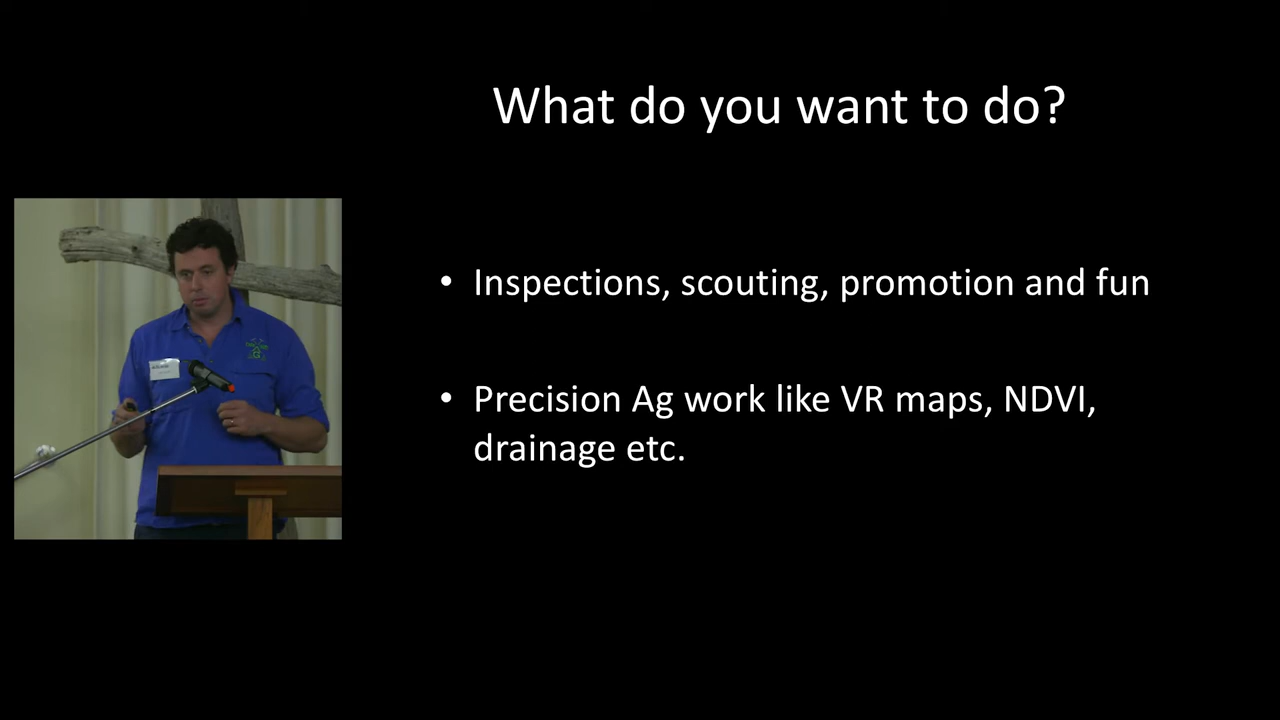 What do you want to do?
• Inspections, scouting, promotion and fun
• Precision Ag work like VR maps, NDVI,
drainage etc.